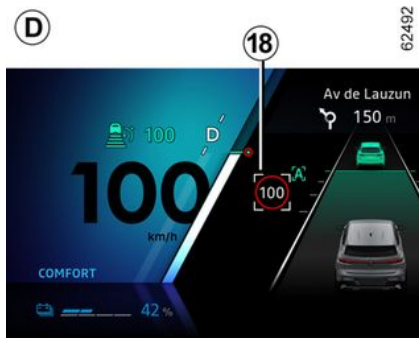 D
18
62492
Av de Lauzun
150 m
100
D
100
km/h
A
100
COMFORT
42 %